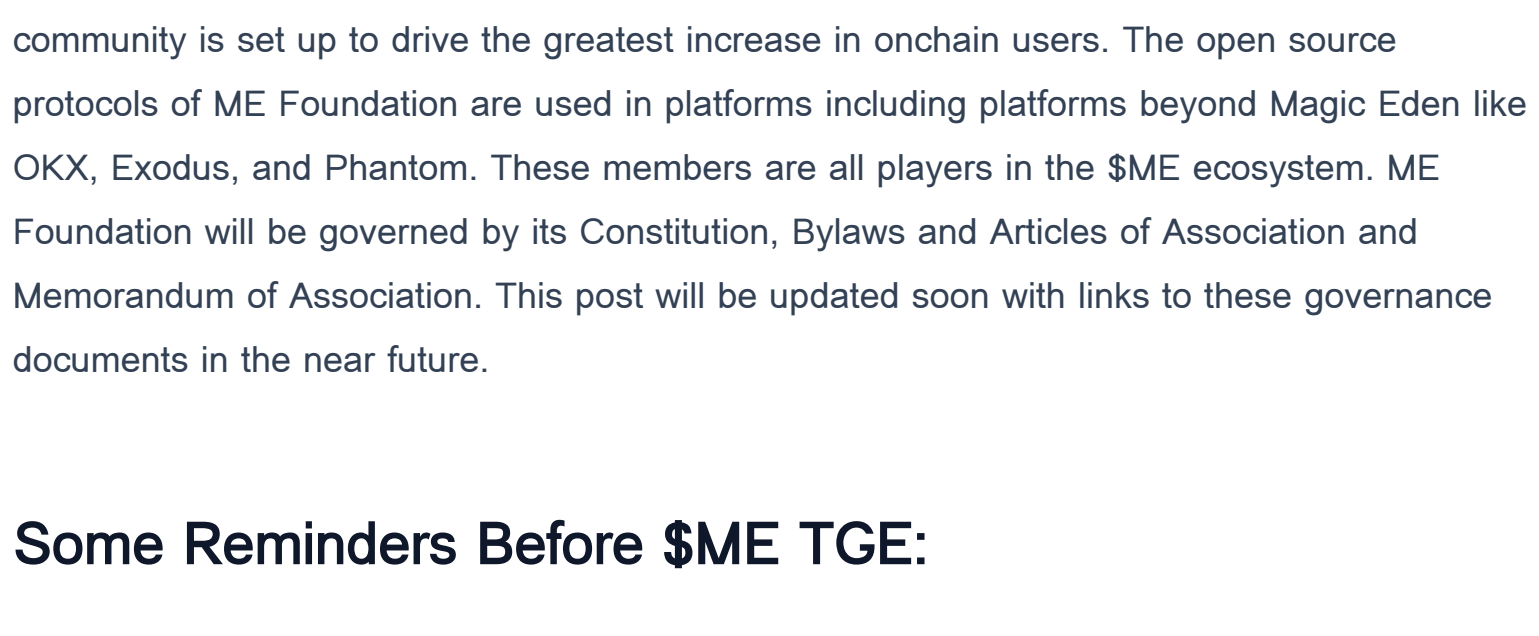 community is set up to drive the greatest increase in onchain users. The open source
protocols of ME Foundation are used in platforms including platforms beyond Magic Eden like
OKX, Exodus, and Phantom. These members are all players in the $ME ecosystem. ME
Foundation will be governed by its Constitution, Bylaws and Articles of Association and
Memorandum of Association. This post will be updated soon with links to these governance
documents in the near future.
Some Reminders Before $ME TGE: